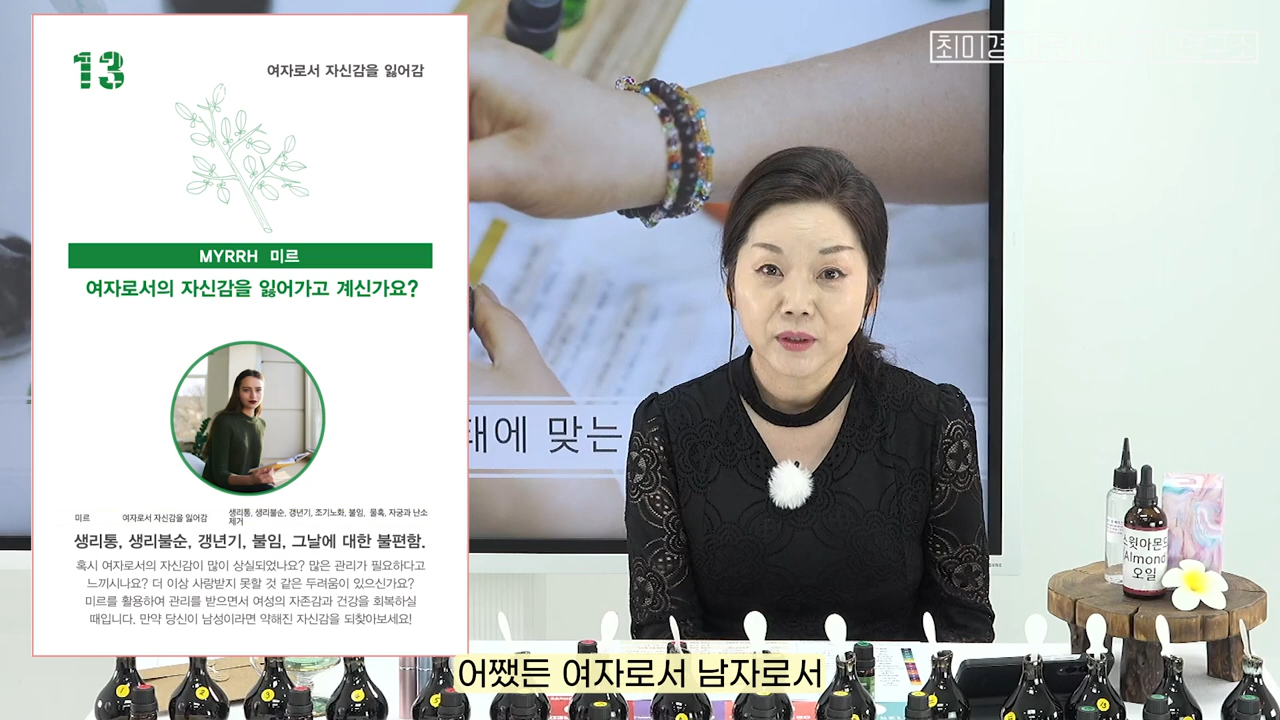 13
여자로서 자신감을 잃어감
MYRRH 미르
여자로서의 자신감을 잃어가고 계신가요?
미르 여자로서 자신감을 잃어감 생리통, 생리불순, 갱년기, 조기노화, 불임, 물혹, 자궁과 난소
제거
생리통, 생리불순, 갱년기, 불임, 그날에 대한 불편함.
혹시 여자로서의 자신감이 많이 상실되었나요? 많은 관리가 필요하다고
느끼시나요? 더 이상 사랑받지 못할 것 같은 두려움이 있으신가요?
미르를 활용하여 관리를 받으면서 여성의 자존감과 건강을 회복하실
때입니다. 만약 당신이 남성이라면 약해진 자신감을 되찾아보세요!
최미경
태에 맞는
스윗아몬드
Almond
오일
어쨌든 여자로서 남자로서